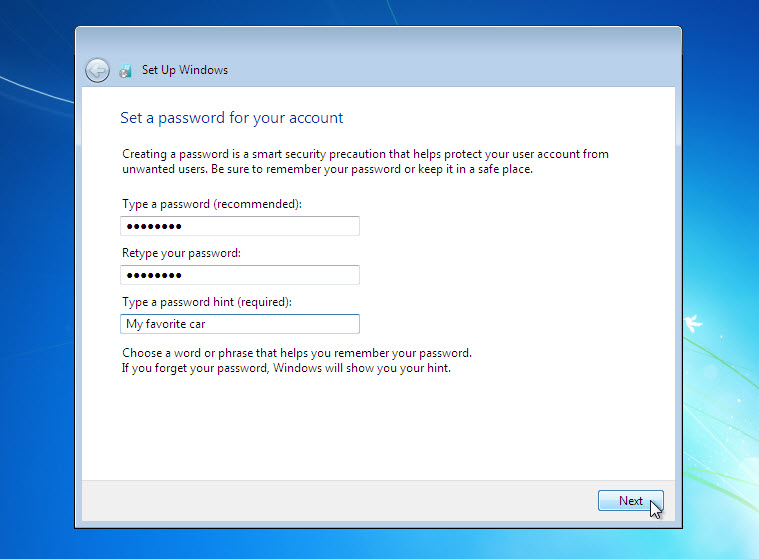 Set Up Windows
Set a password for your account
Creating a password is a smart security precaution that helps protect your user account from
unwanted users. Be sure to remember your password or keep it in a safe place.
Type a password (recommended):
●●●●●●●●
Retype your password:
●●●●●●●●
Type a password hint (required):
My favorite car
Choose a word or phrase that helps you remember your password.
If you forget your password, Windows will show you your hint.
Next